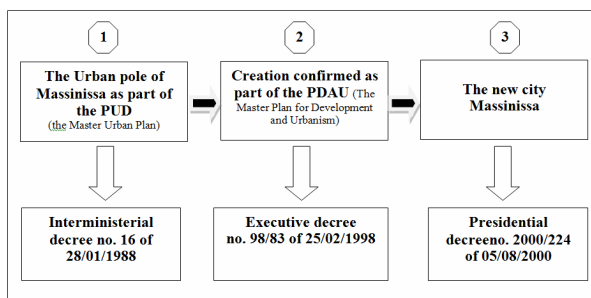 1
2
3
The Urban pole of
Massinissa as part of
the PUD
(the Master Urban Plan)
Creation confirmed as
part of the PDAU (The
Master Plan for Development
and Urbanism)
The new city
Massinissa
Interministerial
decree no. 16 of
28/01/1988
Executive decree
no. 98/83 of 25/02/1998
Presidential
decreeno. 2000/224
of 05/08/2000